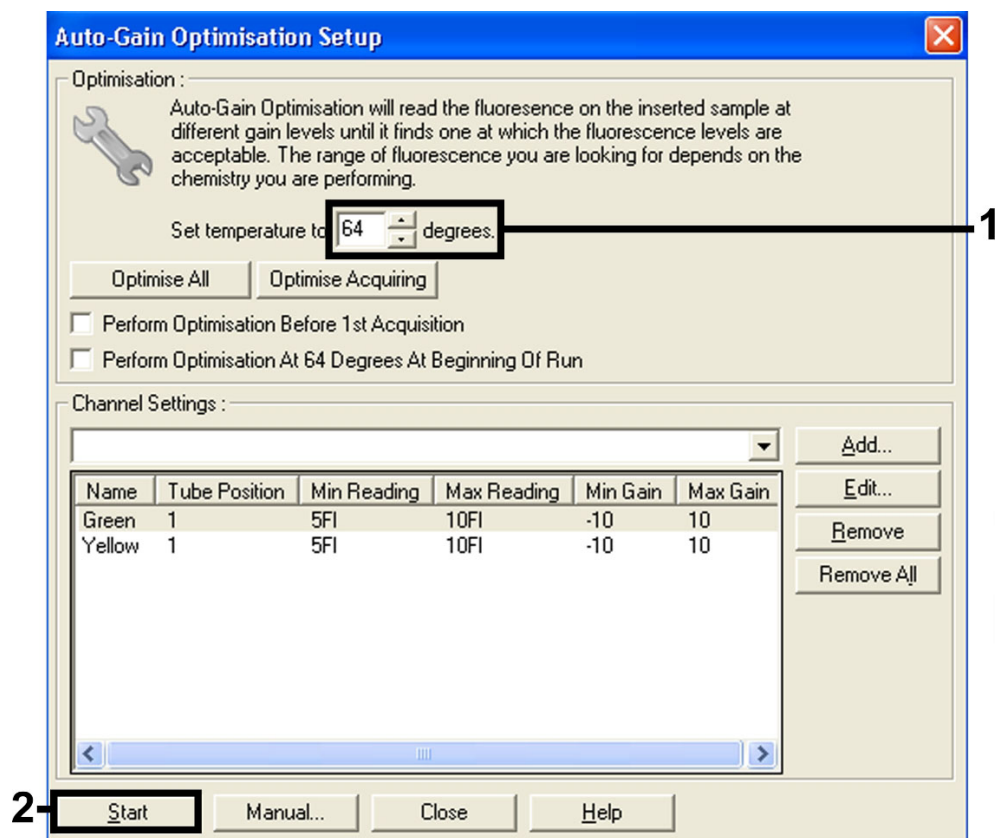 Auto-Gain Optimisation Setup
Optimisation :
Auto-Gain Optimisation will read the fluoresence on the inserted sample at
different gain levels until it finds one at which the fluorescence levels are
acceptable. The range of fluorescence you are looking for depends on the
chemistry you are performing.
Set temperature to 64 degrees. 1
Optimise All Optimise Acquiring
Perform Optimisation Before 1st Acquisition
Perform Optimisation At 64 Degrees At Beginning Of Run
Channel Settings :
Add...
Name Tube Position Min Reading Max Reading Min Gain Max Gain Edit...
Green 1 5Fl 10Fl -10 10
Remove
Yellow 1 5Fl 10Fl -10 10
Remove All
2 Start Manual... Close Help